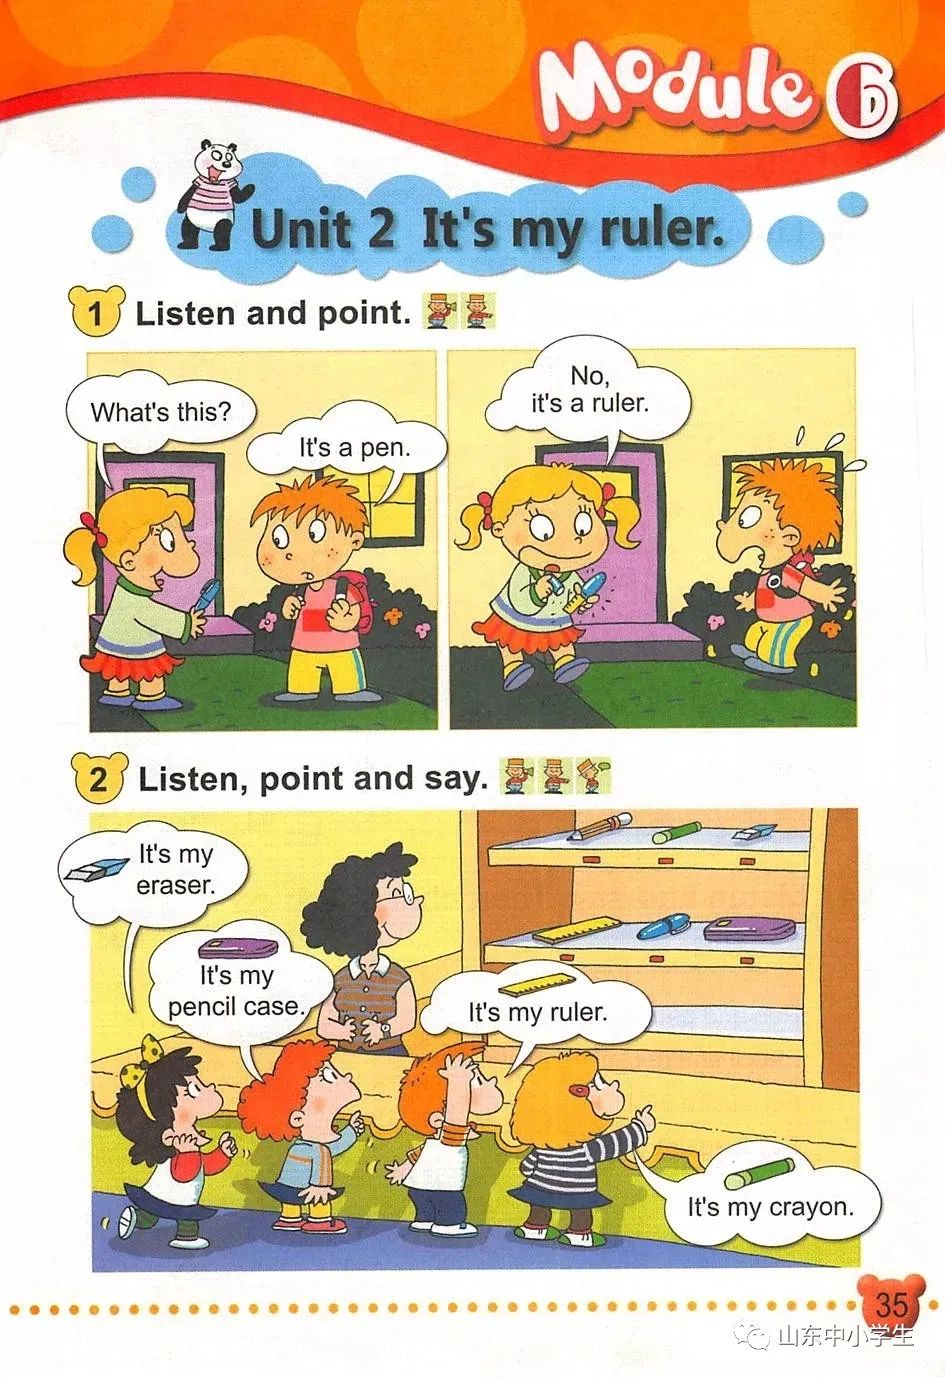 Module 6
Unit 2 It's my ruler.
1 Listen and point.
What's this?
It's a pen.
No,
it's a ruler.
2 Listen, point and say.
It's my
eraser.
It's my
pencil case.
It's my ruler.
It's my crayon.
35
山东中小学生